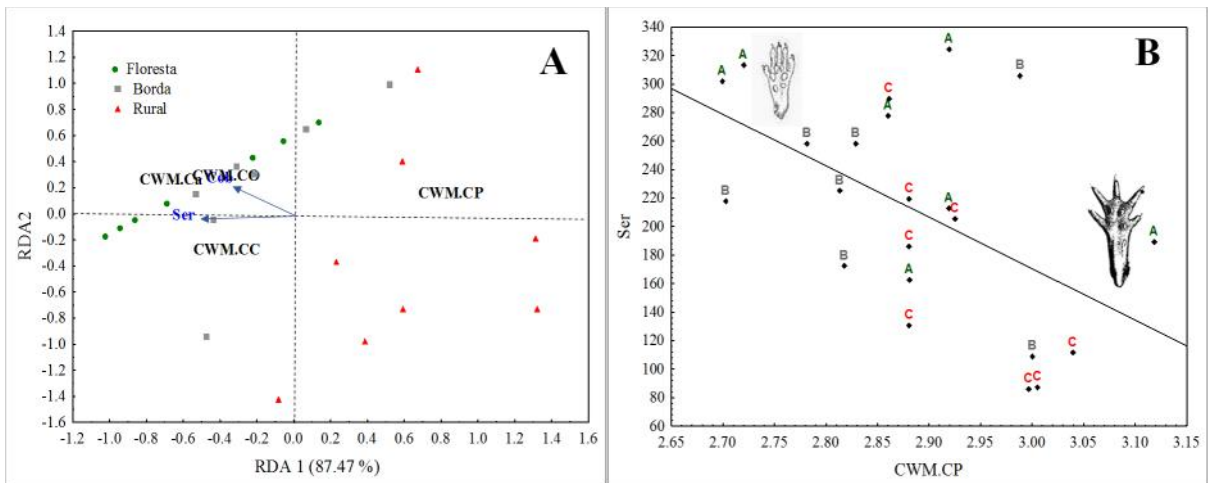 A
Floresta
Borda
Rural
RDA2
1.4
1.2
1.0
0.8
0.6
0.4
0.2
0.0
-0.2
-0.4
-0.6
-0.8
-1.0
-1.2
-1.4
-1.6
CWM.CO
CWM.CP
Ser
CWM.CC
-1.2 -1.0 -0.8 -0.6 -0.4 -0.2 0.0 0.2 0.4 0.6 0.8 1.0 1.2 1.4 1.6
RDA 1 (87.47 %)
B
Ser
340
320
300
280
260
240
220
200
180
160
140
120
100
80
60
A
A
A
B
C
A
B
B
B
C
B
A
C
A
C
B
A
C
B
C
C
C
2.65 2.70 2.75 2.80 2.85 2.90 2.95 3.00 3.05 3.10 3.15
CWM.CP